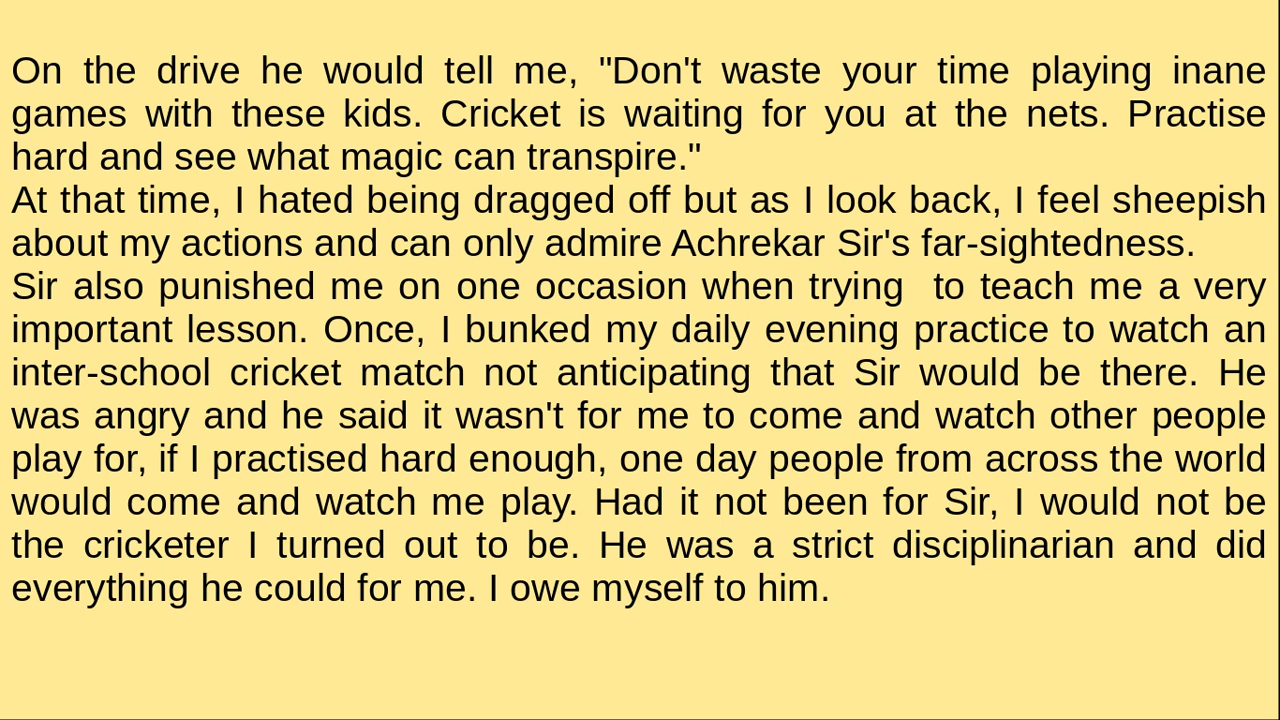 On the drive he would tell me, "Don't waste your time playing inane
games with these kids. Cricket is waiting for you at the nets. Practise
hard and see what magic can transpire."
At that time, I hated being dragged off but as I look back, I feel sheepish
about my actions and can only admire Achrekar Sir's far-sightedness.
Sir also punished me on one occasion when trying  to teach me a very
important lesson. Once, I bunked my daily evening practice to watch an
inter-school cricket match not anticipating that Sir would be there. He
was angry and he said it wasn't for me to come and watch other people
play for, if I practised hard enough, one day people from across the world
would come and watch me play. Had it not been for Sir, I would not be
the cricketer I turned out to be. He was a strict disciplinarian and did
everything he could for me. I owe myself to him.